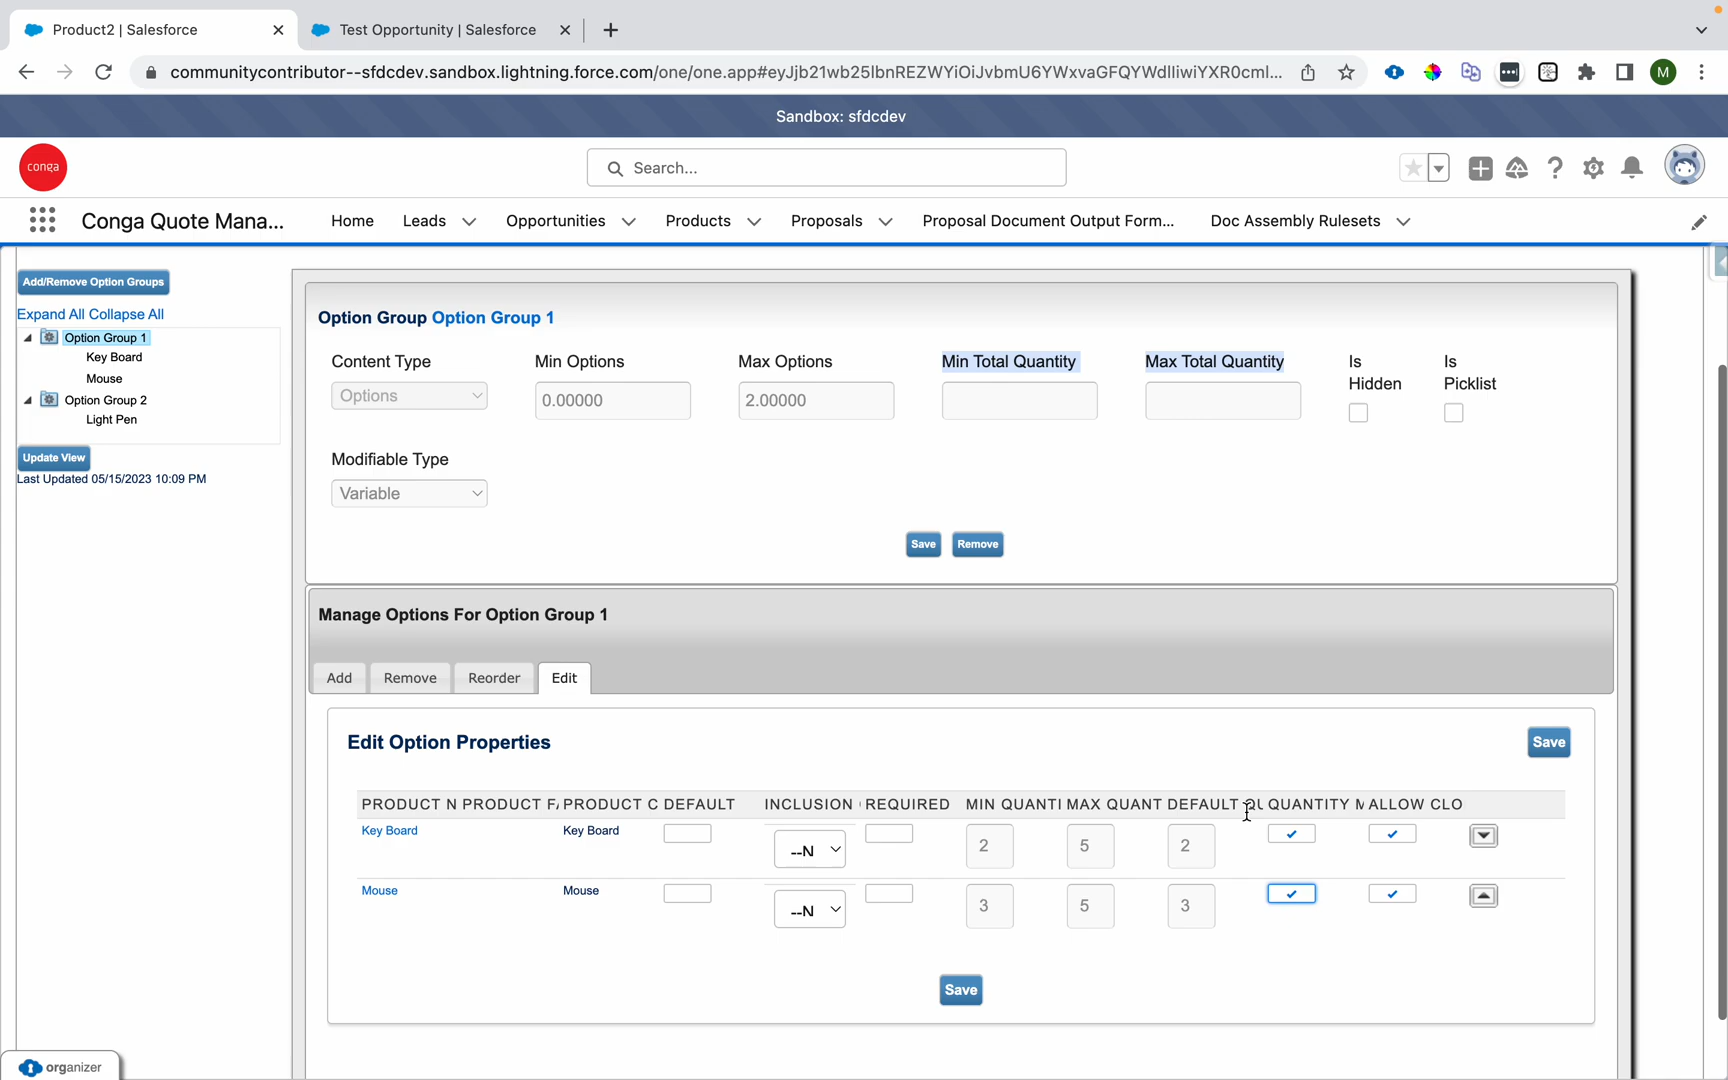 Product2 | Salesforce
Test Opportunity | Salesforce
communitycontributor--sfdcdev.sandbox.lightning.force.com/one/one.app#eyJjb21wb25lbnREZWYiOiJvbmU6YWxvaGFQYWdlIiwiYXR0cml...
M
Sandbox: sfdcdev
conga
Search...
Conga Quote Mana...
Home
Leads
Opportunities
Products
Proposals
Proposal Document Output Form...
Doc Assembly Rulesets
Add/Remove Option Groups
Expand All Collapse All
Option Group 1
Key Board
Mouse
Option Group 2
Light Pen
Update View
Last Updated 05/15/2023 10:09 PM
Option Group Option Group 1
Content Type
Min Options
Max Options
Min Total Quantity
Max Total Quantity
Is Hidden
Is Picklist
Options
0.00000
2.00000
Modifiable Type
Variable
Save
Remove
Manage Options For Option Group 1
Add
Remove
Reorder
Edit
Edit Option Properties
Save
PRODUCT N PRODUCT F PRODUCT C DEFAULT INCLUSION REQUIRED MIN QUANTI MAX QUANT DEFAULT QU QUANTITY M ALLOW CLO
Key Board Key Board --N 2 5 2
Mouse Mouse --N 3 5 3
Save
organizer